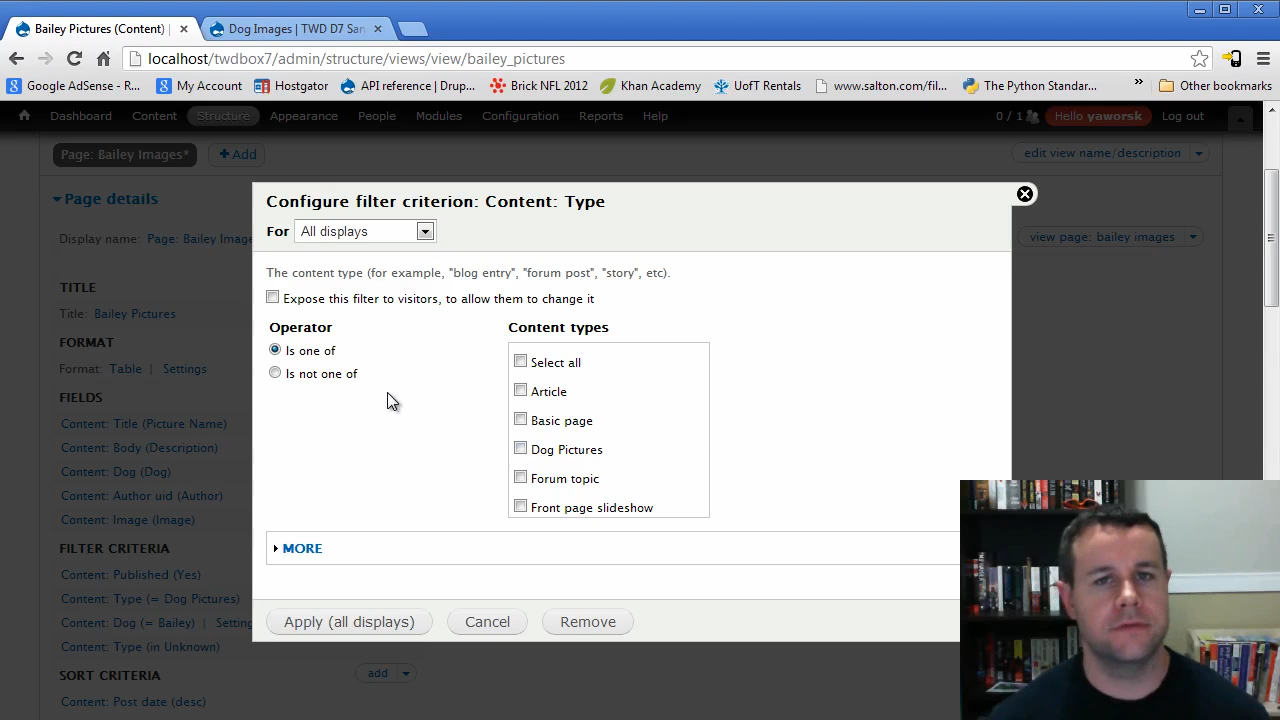 Bailey Pictures (Content) |
Dog Images | TWD D7 San
localhost/twdbox7/admin/structure/views/view/bailey_pictures
Google AdSense - R...
My Account
Hostgator
API reference | Drup...
Brick NFL 2012
Khan Academy
UofT Rentals
www.salton.com/fil...
The Python Standar...
Other bookmarks
Dashboard
Content
Structure
Appearance
People
Modules
Configuration
Reports
Help
0 / 1
Hello yaworsk
Log out
Page: Bailey Images*
+ Add
edit view name/description
Page details
Display name: Page: Bailey Image
view page: bailey images
TITLE
Title: Bailey Pictures
FORMAT
Format: Table | Settings
FIELDS
Content: Title (Picture Name)
Content: Body (Description)
Content: Dog (Dog)
Content: Author uid (Author)
Content: Image (Image)
FILTER CRITERIA
Content: Published (Yes)
Content: Type (= Dog Pictures)
Content: Dog (= Bailey) | Setting
Content: Type (in Unknown)
SORT CRITERIA
add
Content: Post date (desc)
Configure filter criterion: Content: Type
For All displays
The content type (for example, "blog entry", "forum post", "story", etc).
Expose this filter to visitors, to allow them to change it
Operator
Is one of
Is not one of
Content types
Select all
Article
Basic page
Dog Pictures
Forum topic
Front page slideshow
MORE
Apply (all displays)
Cancel
Remove